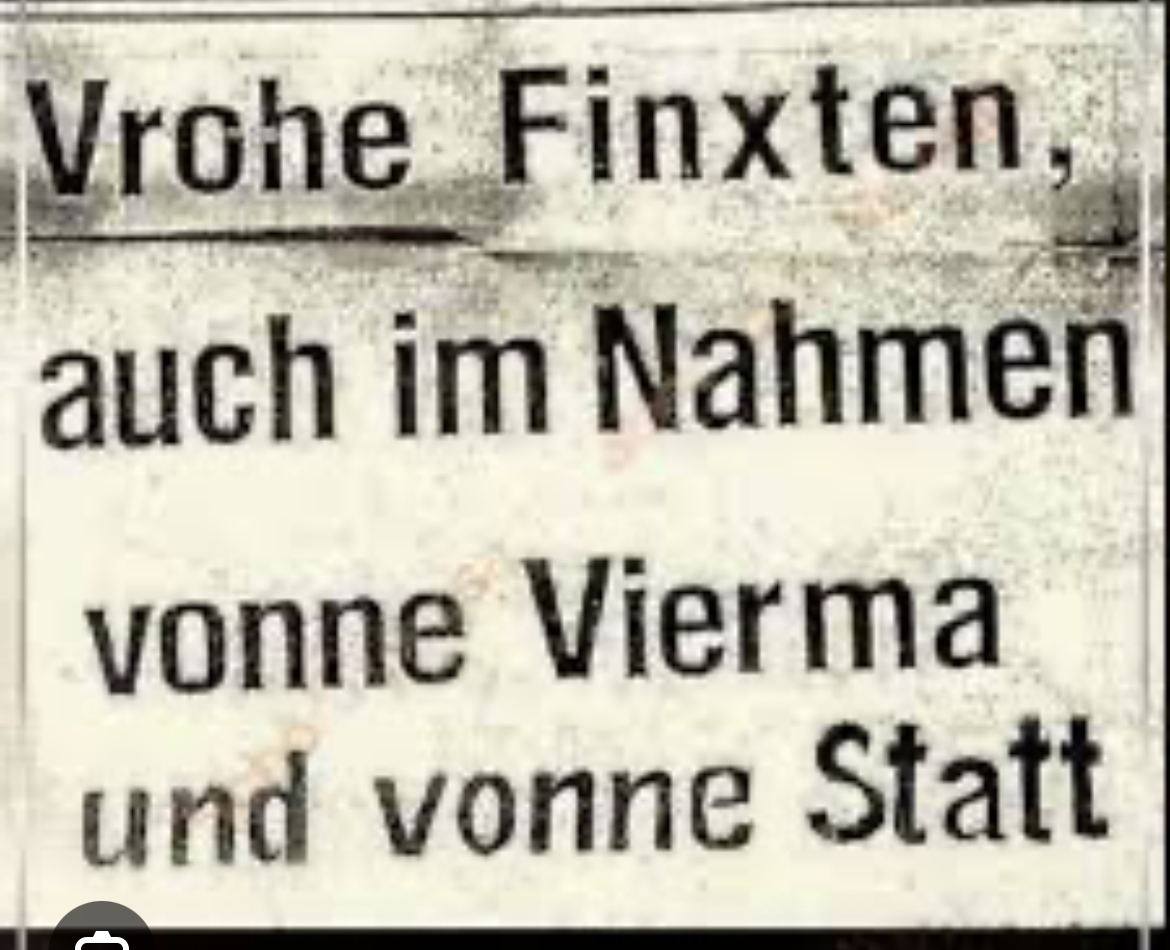 Vrohe Finxten,
auch im Nahmen
vonne Vierma
und vonne Statt